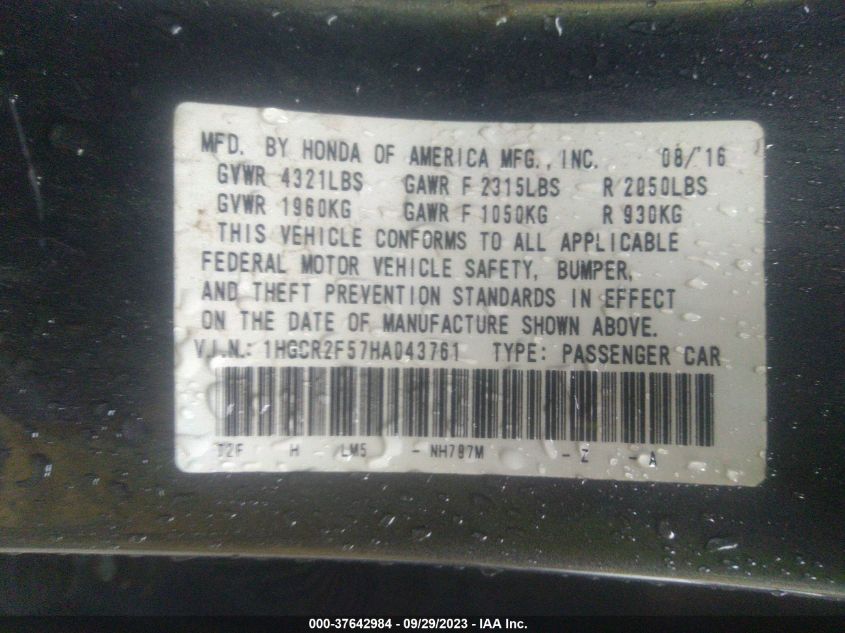 MFD. BY HONDA OF AMERICA MFG., INC. 08/'16
GVWR 4321LBS GAWR F 2315LBS R 2050LBS
GVWR 1960KG GAWR F 1050KG R 930KG
THIS VEHICLE CONFORMS TO ALL APPLICABLE
FEDERAL MOTOR VEHICLE SAFETY, BUMPER,
AND THEFT PREVENTION STANDARDS IN EFFECT
ON THE DATE OF MANUFACTURE SHOWN ABOVE.
V.I.N.: 1HGCR2F57HA043761 TYPE: PASSENGER CAR
T2F H LM5 - NH797M - Z - A
000-37642984 - 09/29/2023 - IAA Inc.